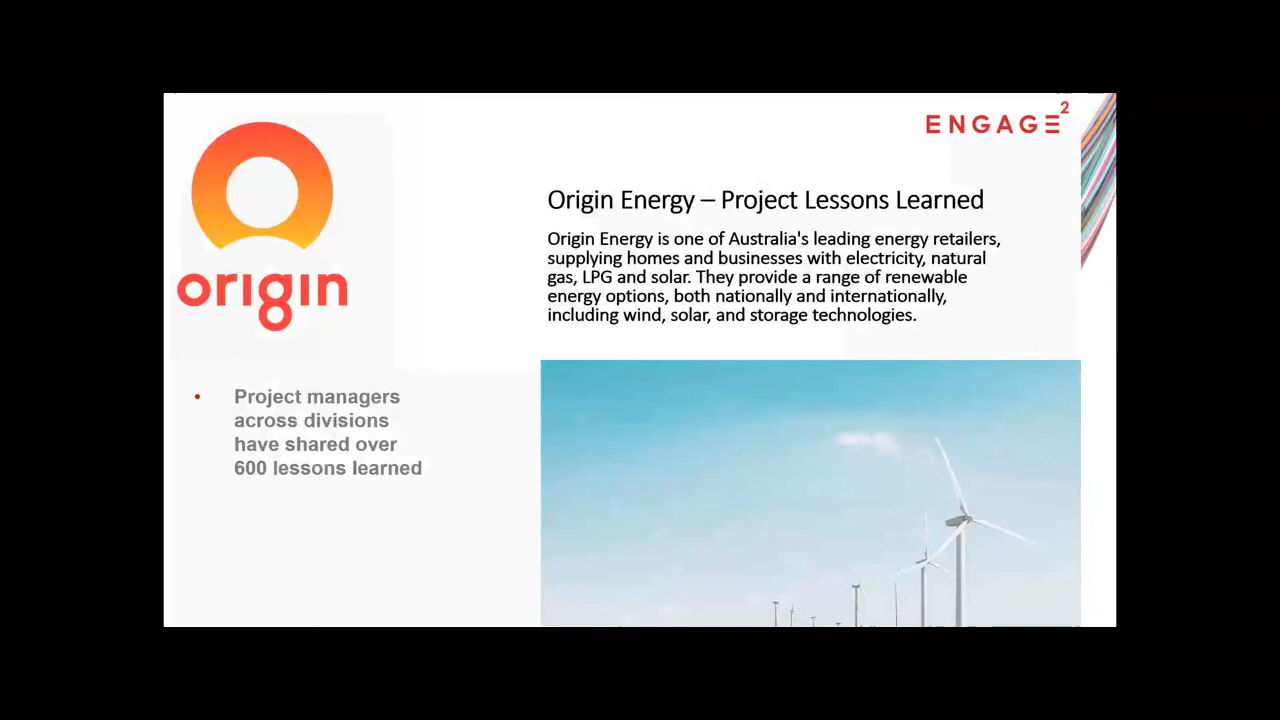 origin
ENGAGE²
Origin Energy – Project Lessons Learned
Origin Energy is one of Australia's leading energy retailers,
supplying homes and businesses with electricity, natural
gas, LPG and solar. They provide a range of renewable
energy options, both nationally and internationally,
including wind, solar, and storage technologies.
• Project managers
across divisions
have shared over
600 lessons learned